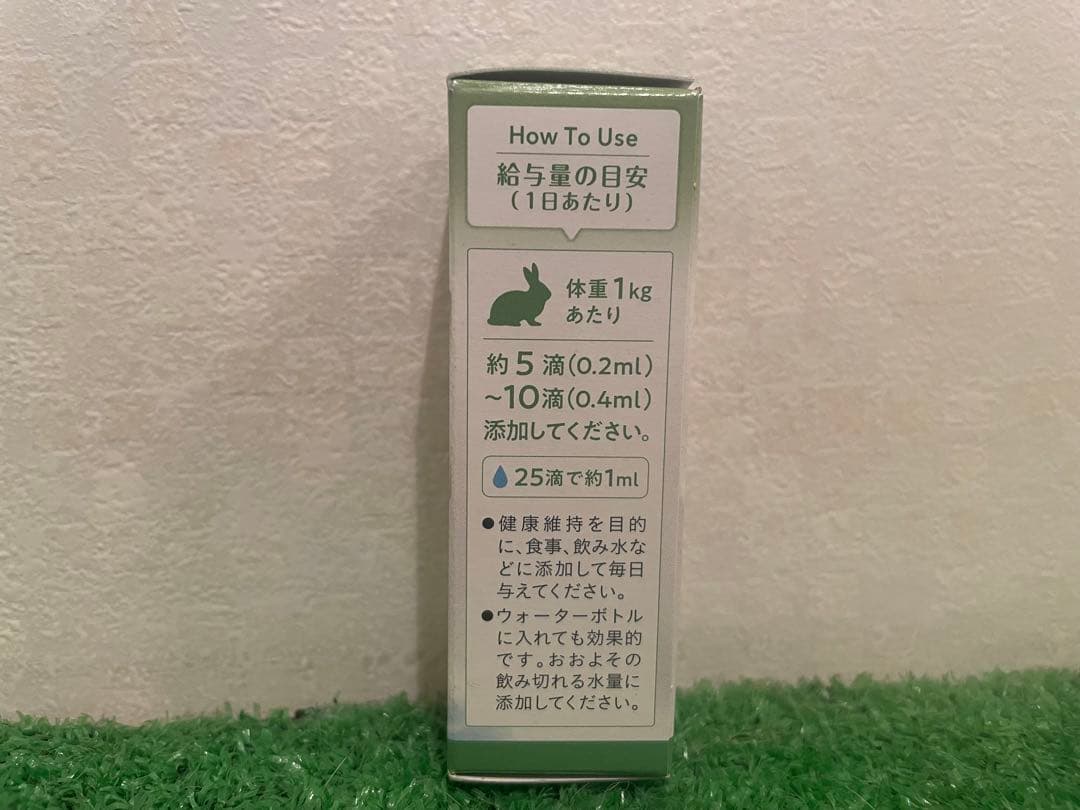 How To Use
給与量の目安
(1日あたり)
体重1kg
あたり
約5滴(0.2ml)
~10滴(0.4ml)
添加してください。
25滴で約1ml
●健康維持を目的
に、食事、飲み水な
どに添加して毎日
与えてください。
●ウォーターボトル
に入れても効果的
です。おおよその
飲み切れる水量に
添加してください。